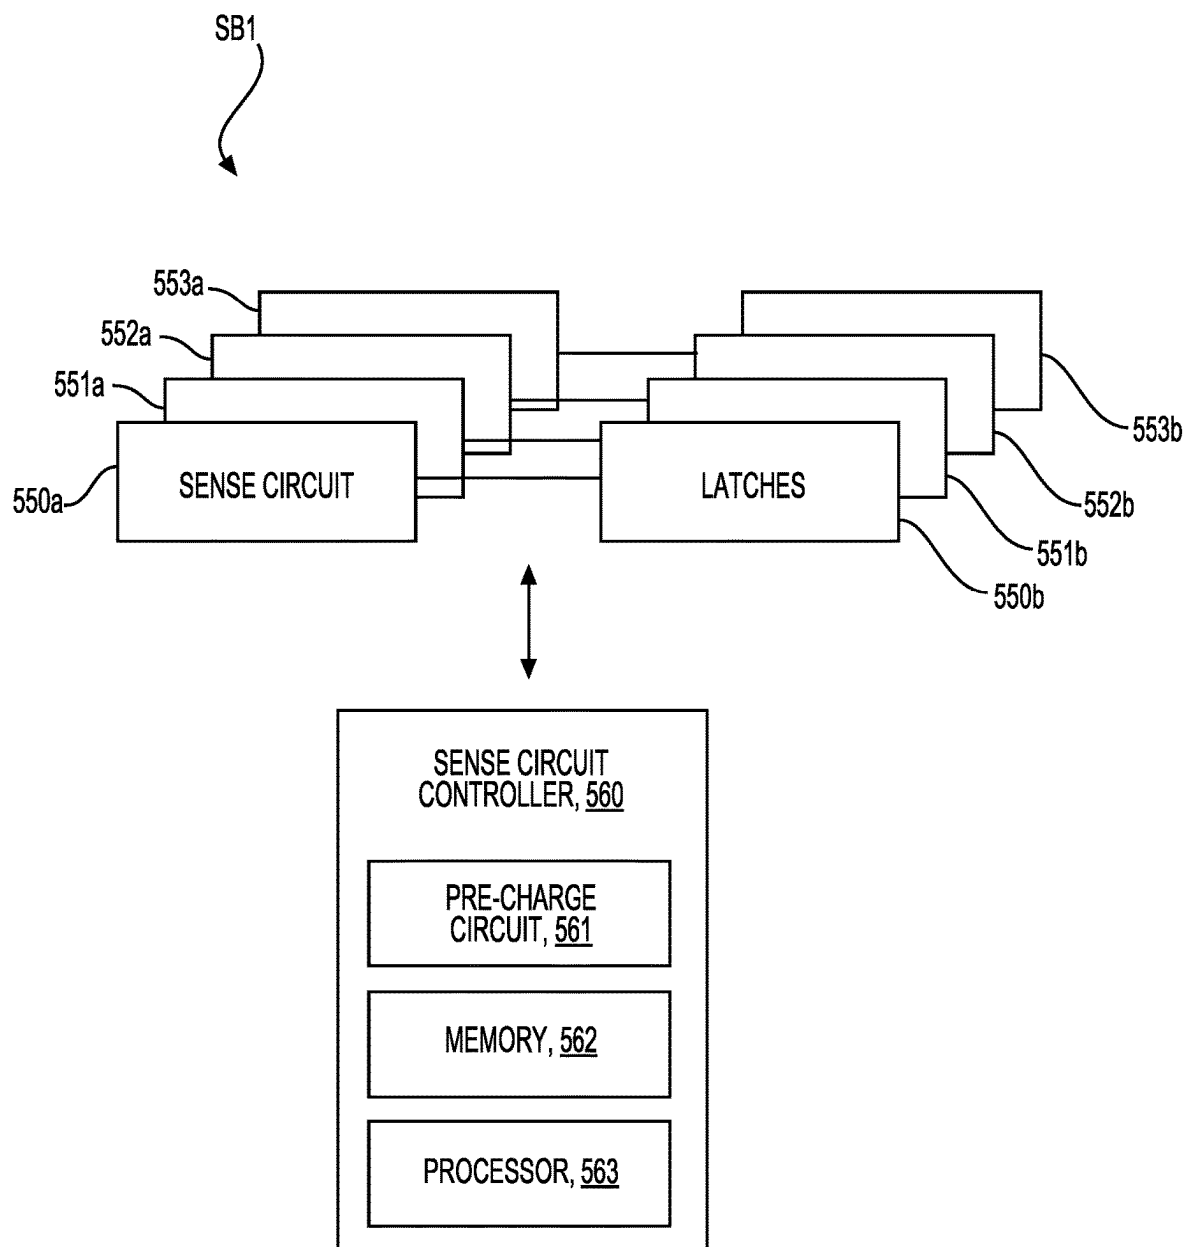 SB1
553a
552a
551a
550a
SENSE CIRCUIT
LATCHES
553b
552b
551b
550b
SENSE CIRCUIT
CONTROLLER, 560
PRE-CHARGE
CIRCUIT, 561
MEMORY, 562
PROCESSOR, 563